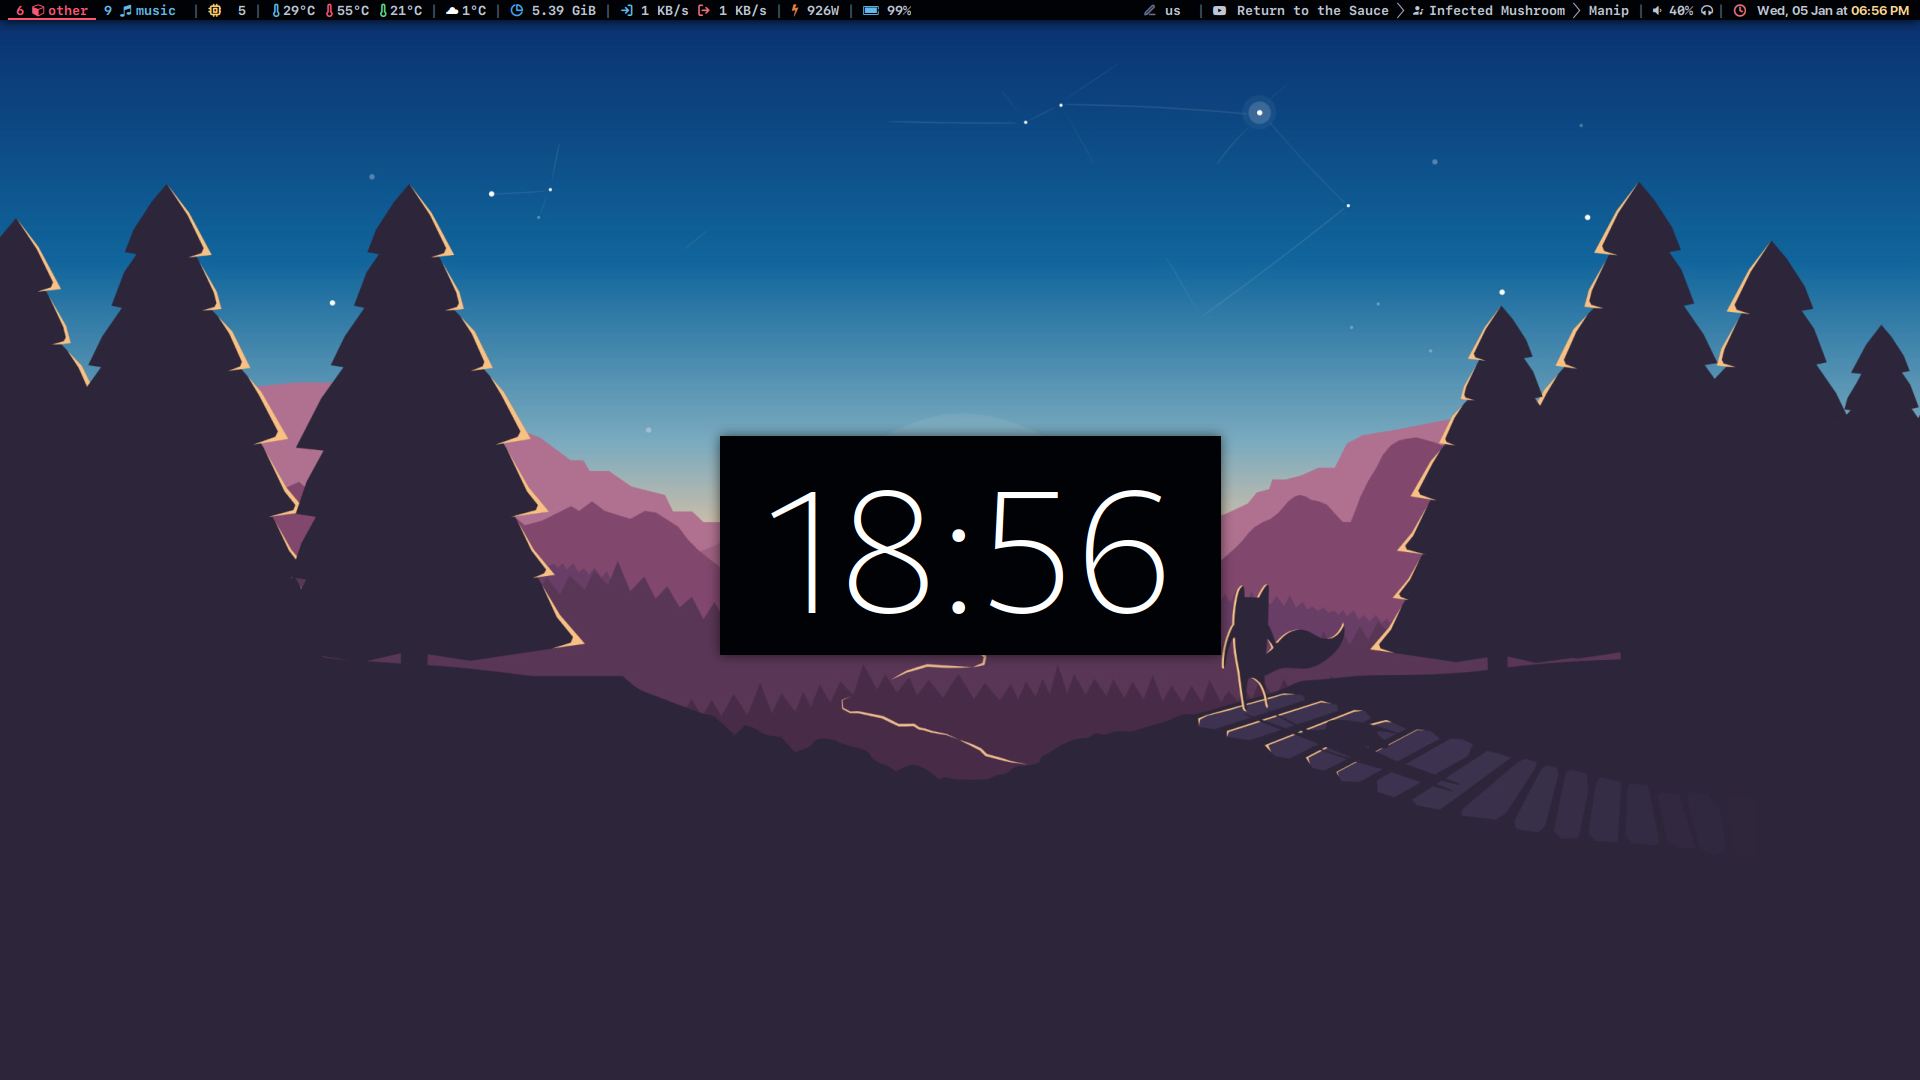 6 other 9 music | 5 | 29°C 55°C 21°C | 1°C | 5.39 GiB | 1 KB/s 1 KB/s | 926W | 99% us | Return to the Sauce Infected Mushroom Manip | 40% | Wed, 05 Jan at 06:56 PM
18:56